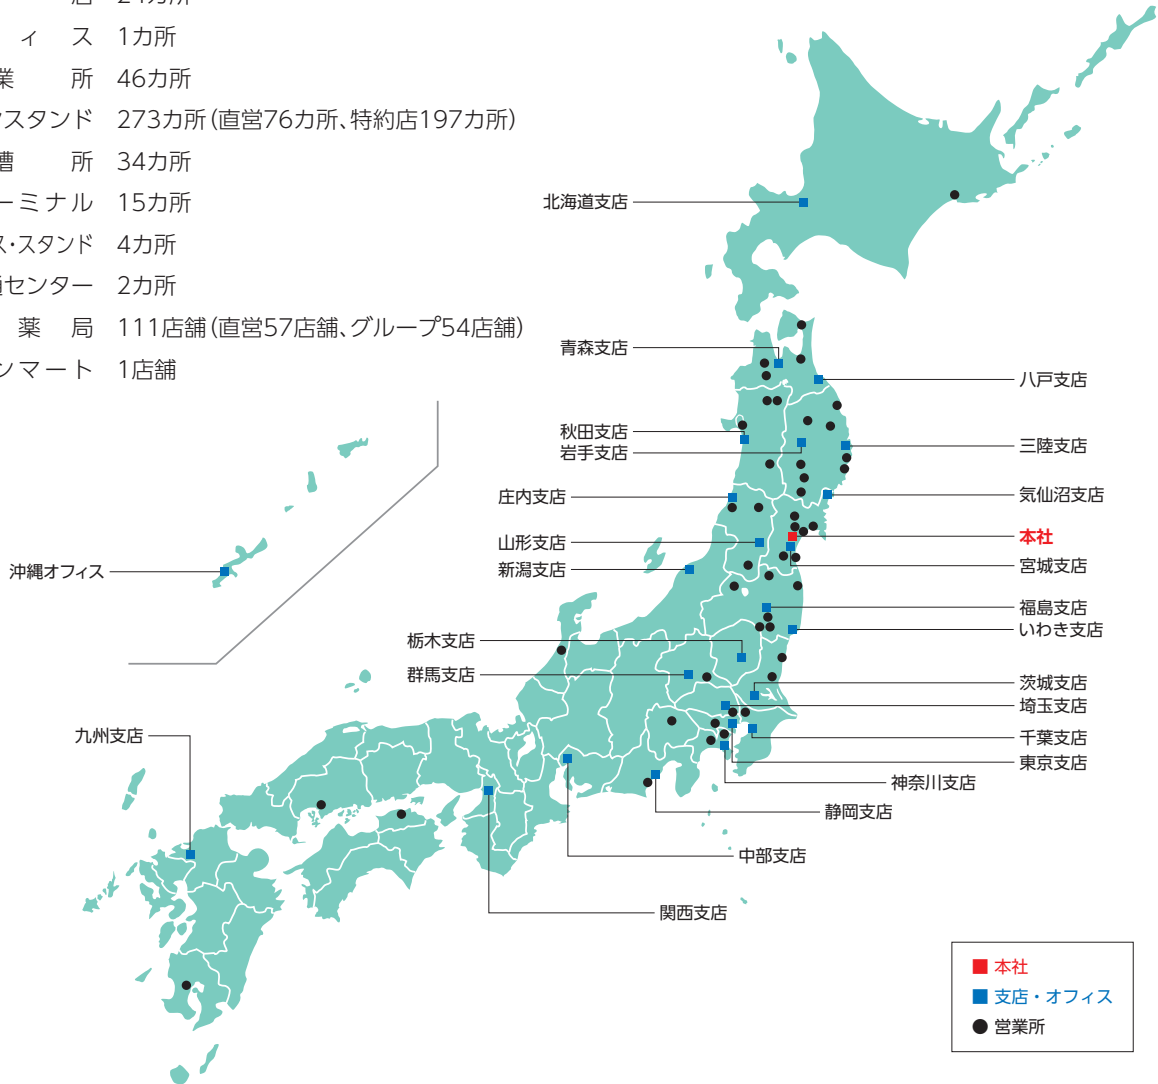 店 24カ所
ィス 1カ所
業所 46カ所
スタンド 273カ所(直営76カ所、特約店197カ所)
槽所 34カ所
ーミナル 15カ所
ス・スタンド 4カ所
センター 2カ所
薬局 111店舗(直営57店舗、グループ54店舗)
ンマート 1店舗
北海道支店
青森支店
八戸支店
秋田支店
岩手支店
三陸支店
庄内支店
気仙沼支店
本社
山形支店
宮城支店
新潟支店
沖縄オフィス
福島支店
いわき支店
栃木支店
群馬支店
茨城支店
埼玉支店
九州支店
千葉支店
東京支店
神奈川支店
静岡支店
中部支店
関西支店
本社
支店・オフィス
営業所